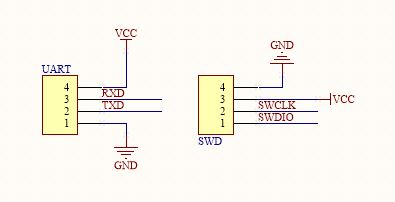 VCC
UART
4
3
2
1
RXD
TXD
GND
GND
4
3
2
1
VCC
SWCLK
SWDIO
SWD